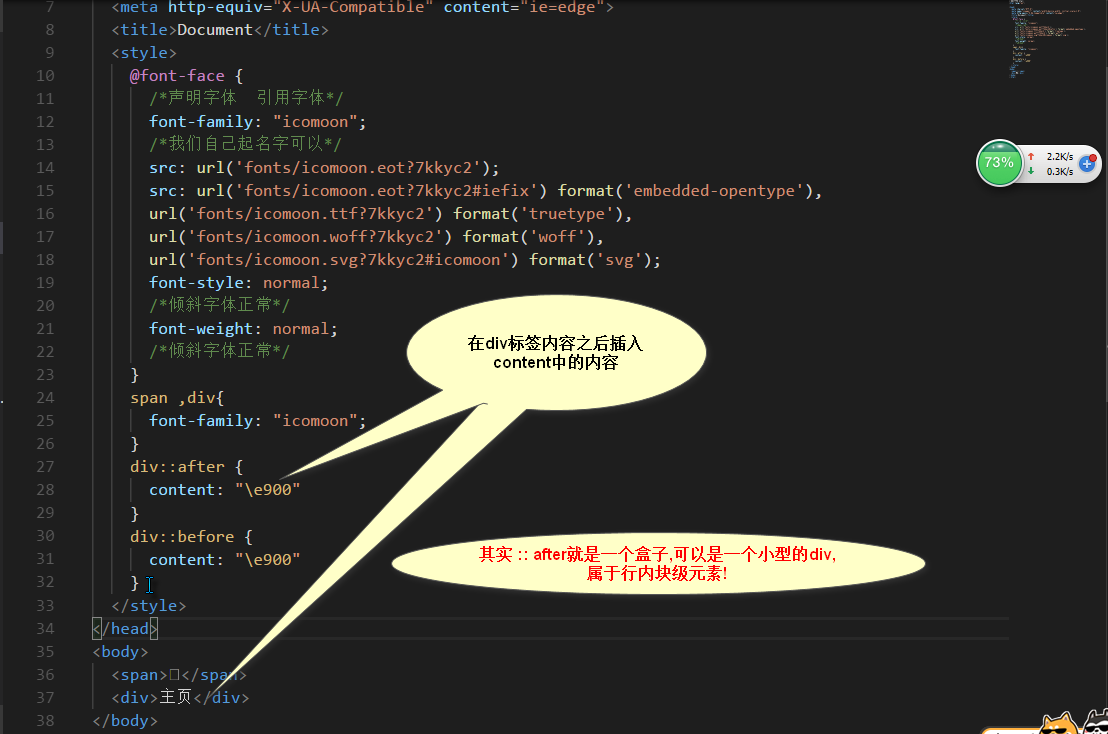 7 <meta http-equiv="X-UA-Compatible" content="ie=edge">
8 <title>Document</title>
9 <style>
10 @font-face {
11 /*声明字体  引用字体*/
12 font-family: "icomoon";
13 /*我们自己起名字可以*/
14 src: url('fonts/icomoon.eot?7kkyc2');
15 src: url('fonts/icomoon.eot?7kkyc2#iefix') format('embedded-opentype'),
16 url('fonts/icomoon.ttf?7kkyc2') format('truetype'),
17 url('fonts/icomoon.woff?7kkyc2') format('woff'),
18 url('fonts/icomoon.svg?7kkyc2#icomoon') format('svg');
19 font-style: normal;
20 /*倾斜字体正常*/
21 font-weight: normal;
22 /*倾斜字体正常*/
23 }
24 span ,div{
25 font-family: "icomoon";
26 }
27 div::after {
28 content: "\e900"
29 }
30 div::before {
31 content: "\e900"
32 }
33 </style>
34 </head>
35 <body>
36 <span>□</span>
37 <div>主页</div>
38 </body>
在div标签内容之后插入
content中的内容
其实 :: after就是一个盒子,可以是一个小型的div,
属于行内块级元素!
73%
↑ 2.2K/s
↓ 0.3K/s